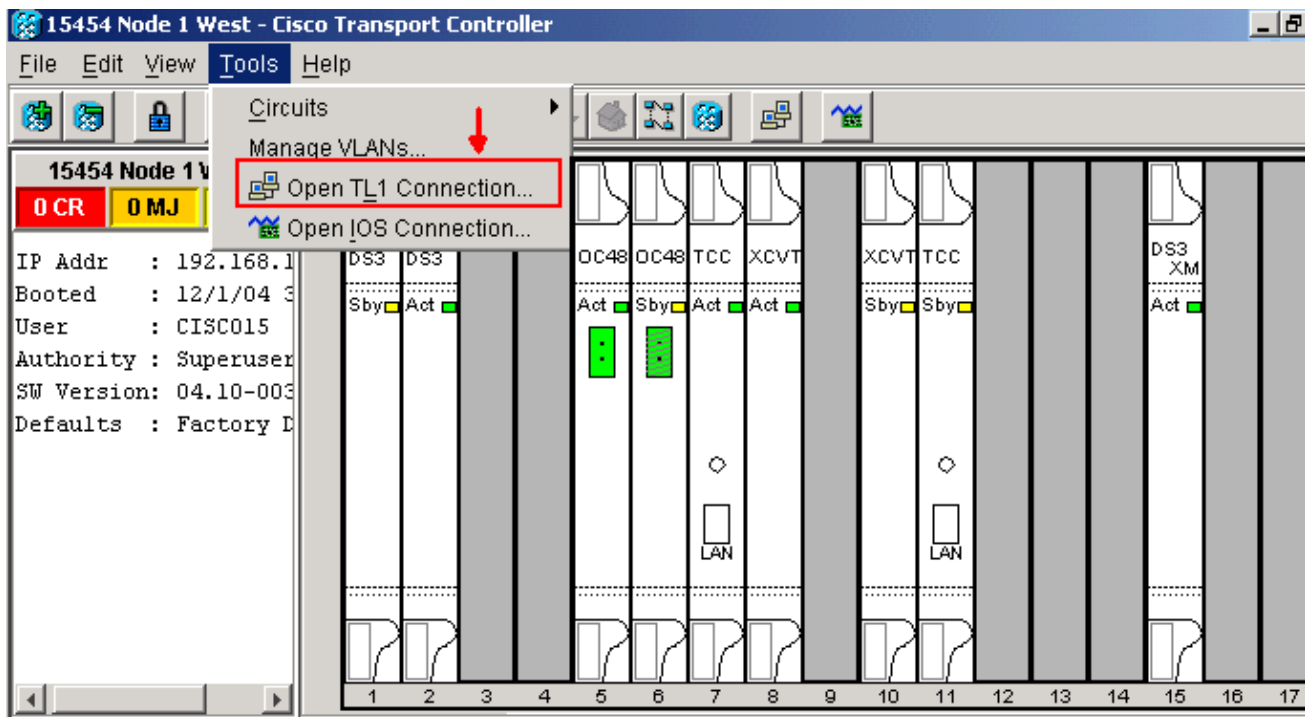 15454 Node 1 West - Cisco Transport Controller
File Edit View Tools Help
Circuits
Manage VLANs...
Open TL1 Connection...
Open IOS Connection...
15454 Node 1
0 CR 0 MJ
IP Addr : 192.168.1
Booted : 12/1/04 3
User : CISCO15
Authority : Superuser
SW Version: 04.10-003
Defaults : Factory D
DS3 DS3 OC48 OC48 TCC XCVT XCVT TCC DS3 XM
Sby Act Act Sby Act Act Sby Sby Act
LAN LAN
1 2 3 4 5 6 7 8 9 10 11 12 13 14 15 16 17